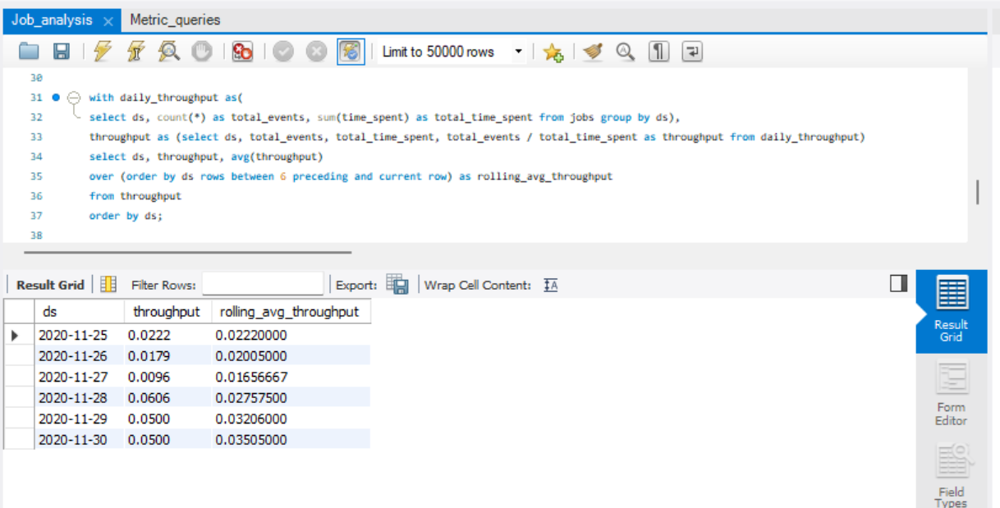 Job_analysis × Metric_queries
Limit to 50000 rows
30
31 with daily_throughput as(
32 select ds, count(*) as total_events, sum(time_spent) as total_time_spent from jobs group by ds),
33 throughput as (select ds, total_events, total_time_spent, total_events / total_time_spent as throughput from daily_throughput)
34 select ds, throughput, avg(throughput)
35 over (order by ds rows between 6 preceding and current row) as rolling_avg_throughput
36 from throughput
37 order by ds;
38
Result Grid Filter Rows: Export: Wrap Cell Content:
ds throughput rolling_avg_throughput
2020-11-25 0.0222 0.02220000
2020-11-26 0.0179 0.02005000
2020-11-27 0.0096 0.01656667
2020-11-28 0.0606 0.02757500
2020-11-29 0.0500 0.03206000
2020-11-30 0.0500 0.03505000
Result
Grid
Form
Editor
Field
Types